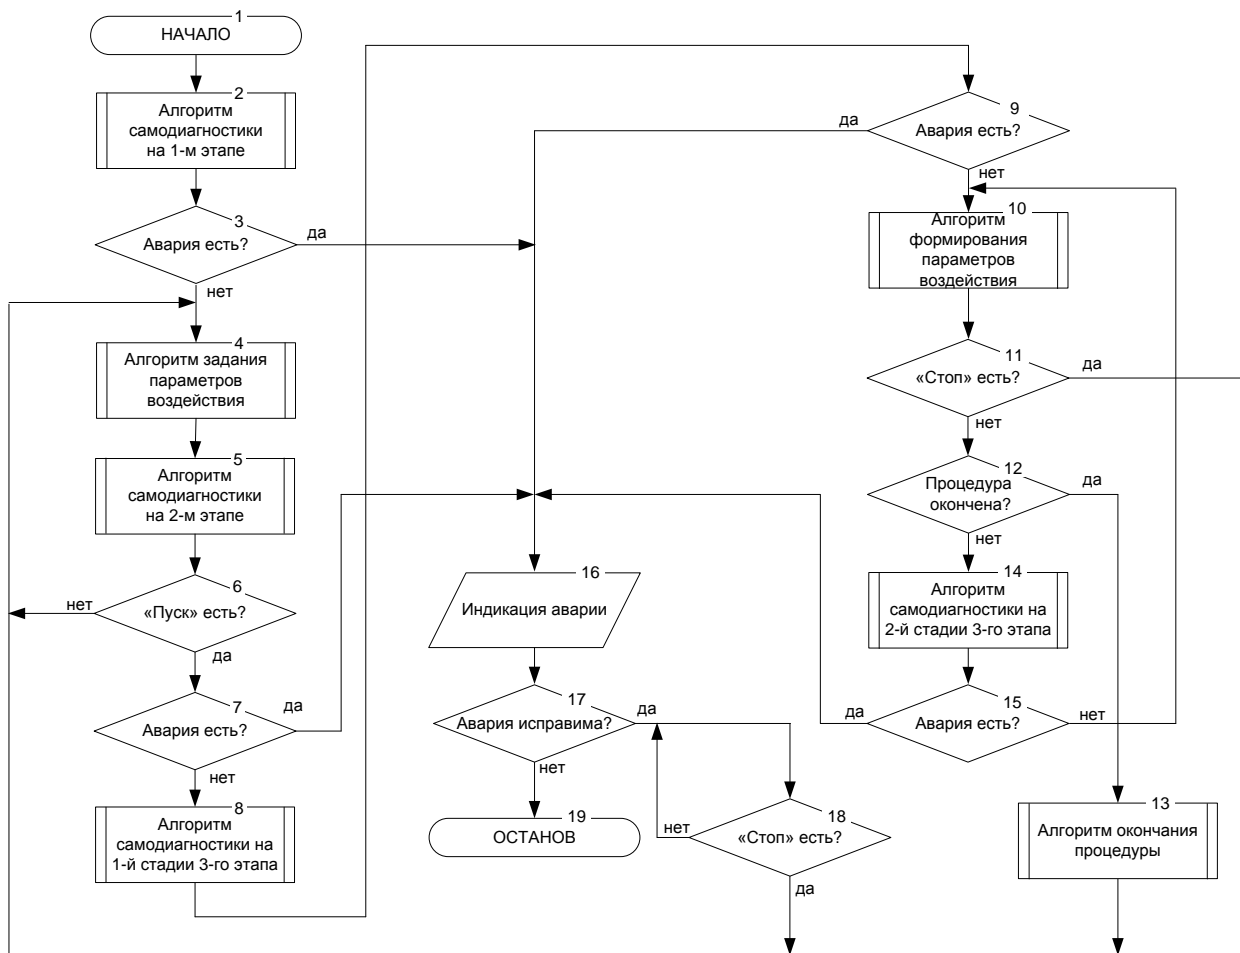 1
НАЧАЛО
2
Алгоритм
самодиагностики
на 1-м этапе
3
Авария есть?
да
нет
4
Алгоритм задания
параметров
воздействия
5
Алгоритм
самодиагностики
на 2-м этапе
6
«Пуск» есть?
нет
да
7
Авария есть?
да
нет
8
Алгоритм
самодиагностики на
1-й стадии 3-го этапа
9
Авария есть?
да
нет
10
Алгоритм
формирования
параметров
воздействия
11
«Стоп» есть?
да
нет
12
Процедура
окончена?
да
нет
14
Алгоритм
самодиагностики на
2-й стадии 3-го этапа
15
Авария есть?
да
нет
13
Алгоритм окончания
процедуры
16
Индикация аварии
17
Авария исправима?
да
нет
18
«Стоп» есть?
нет
да
19
ОСТАНОВ